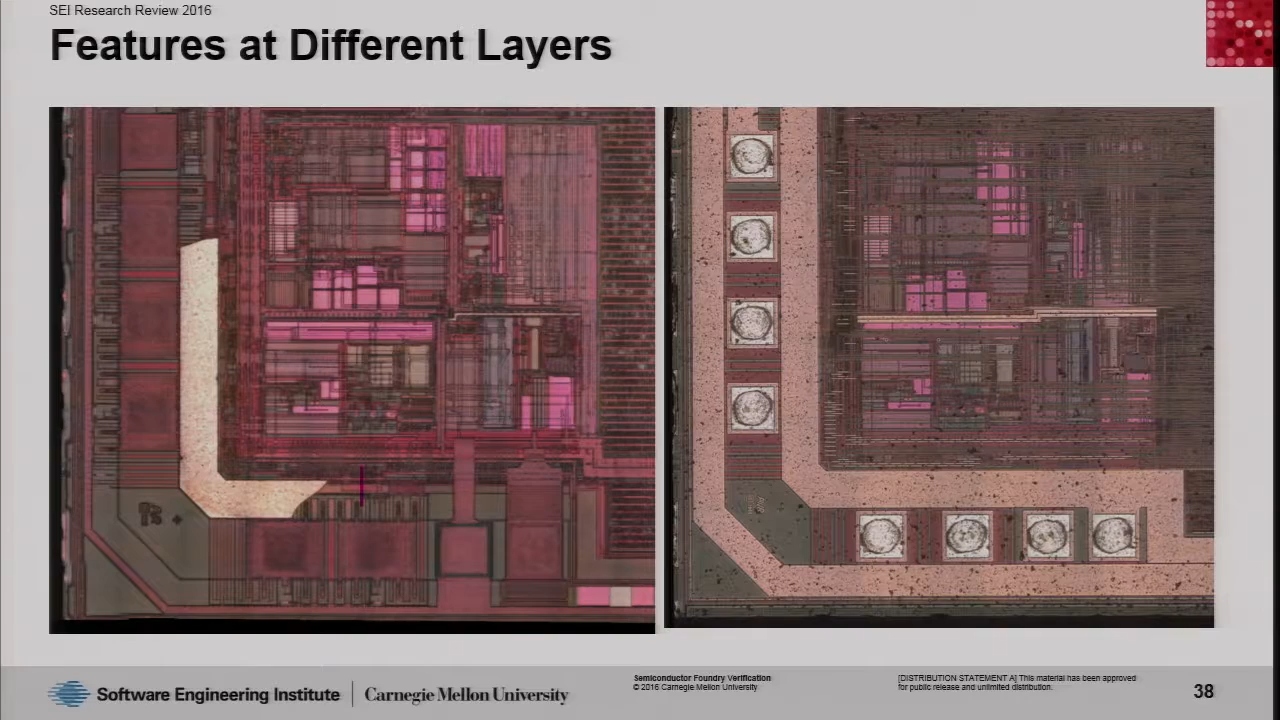 SEI Research Review 2016
Features at Different Layers
Software Engineering Institute
Carnegie Mellon University
Semiconductor Foundry Verification
© 2016 Carnegie Mellon University
[DISTRIBUTION STATEMENT A] This material has been approved
for public release and unlimited distribution.
38